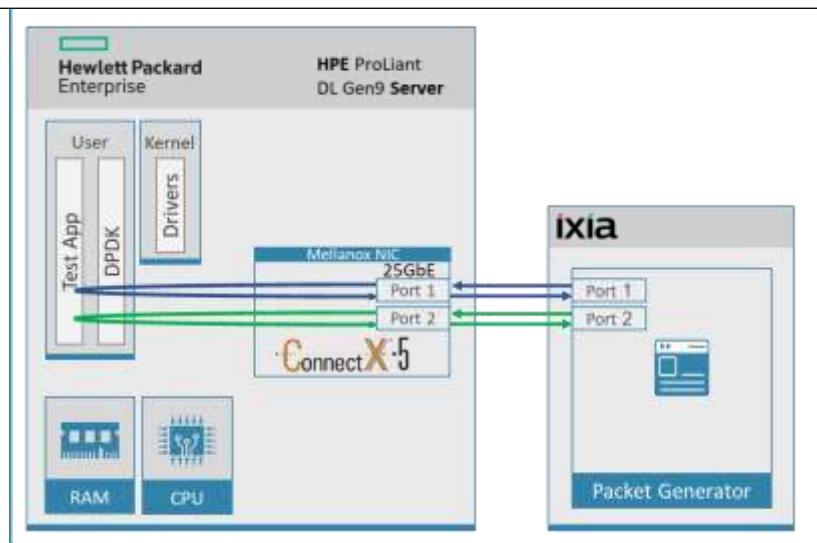 Hewlett Packard
Enterprise
HPE ProLiant
DL Gen9 Server
User
Kernel
Test App
DPDK
Drivers
Mellanox NIC
25GbE
Port 1
Port 2
ConnectX·5
RAM
CPU
ixia
Port 1
Port 2
Packet Generator